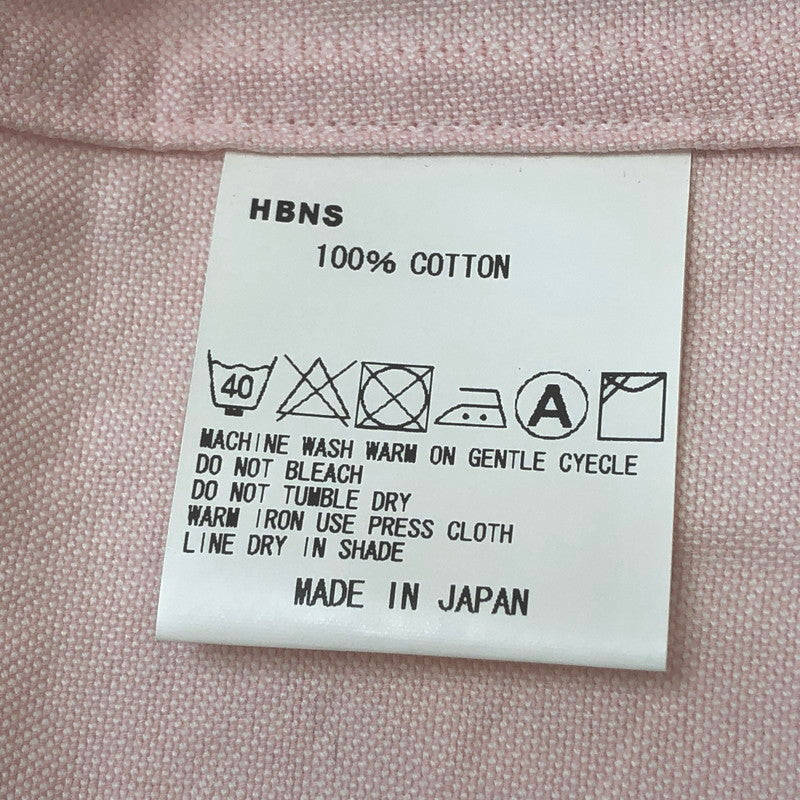 HBNS
100% COTTON
40
A
MACHINE WASH WARM ON GENTLE CYECLE
DO NOT BLEACH
DO NOT TUMBLE DRY
WARM IRON USE PRESS CLOTH
LINE DRY IN SHADE
MADE IN JAPAN